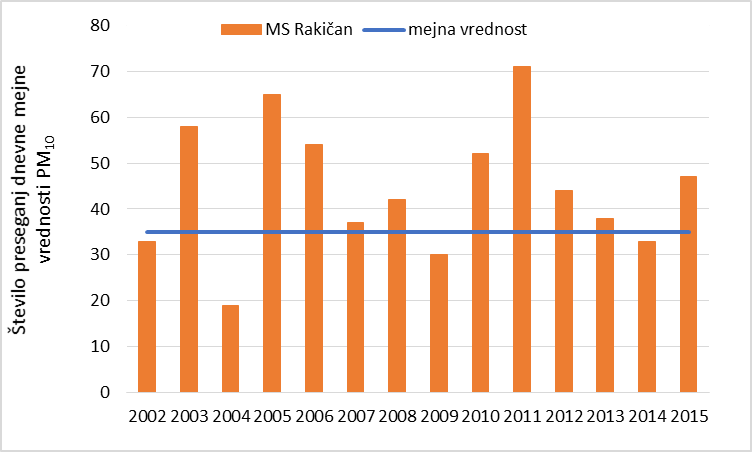 80
MS Rakičan
mejna vrednost
70
60
50
40
30
20
10
0
Število preseganj dnevne mejne
vrednosti PM10
2002 2003 2004 2005 2006 2007 2008 2009 2010 2011 2012 2013 2014 2015